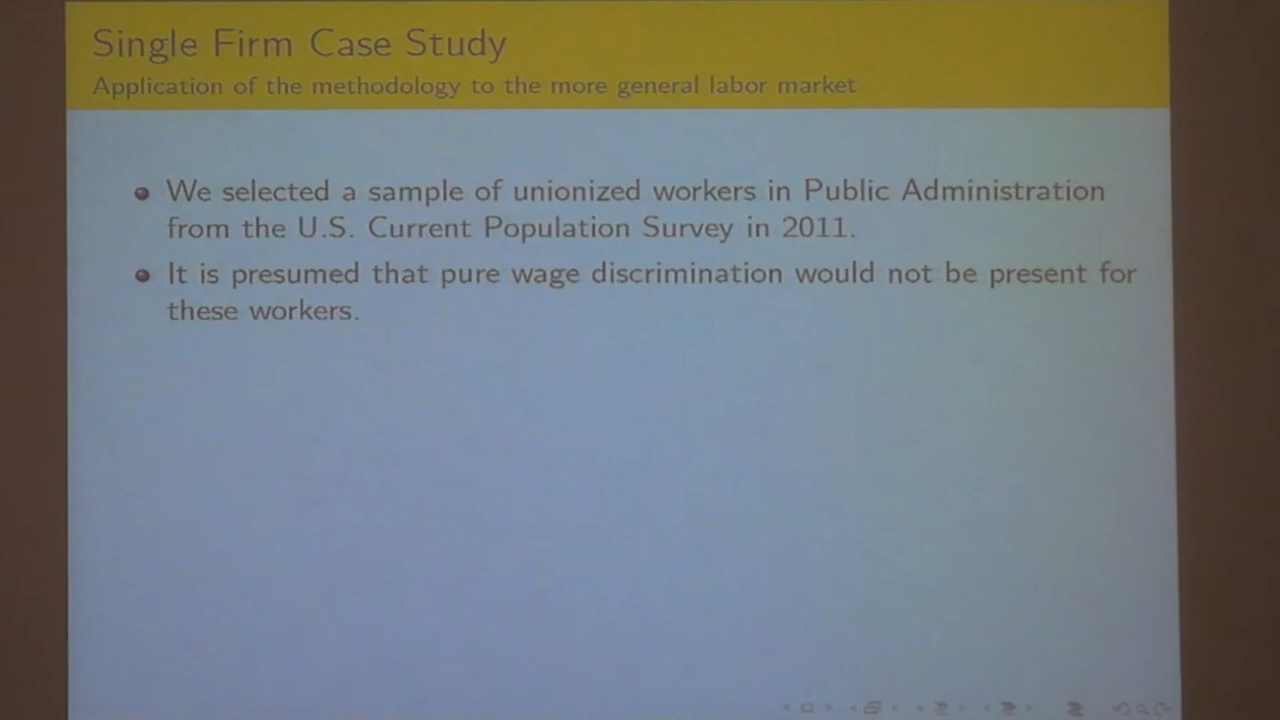 Single Firm Case Study
Application of the methodology to the more general labor market
We selected a sample of unionized workers in Public Administration
from the U.S. Current Population Survey in 2011.
It is presumed that pure wage discrimination would not be present for
these workers.